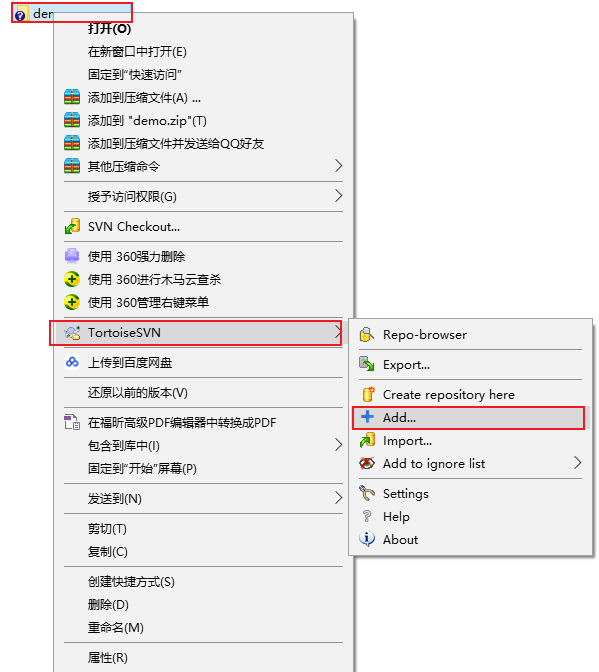 den
打开(O)
在新窗口中打开(E)
固定到"快速访问"
添加到压缩文件(A) ...
添加到 "demo.zip"(T)
添加到压缩文件并发送给QQ好友
其他压缩命令
授予访问权限(G)
SVN Checkout...
使用 360强力删除
使用 360进行木马云查杀
使用 360管理右键菜单
TortoiseSVN
上传到百度网盘
还原以前的版本(V)
在福昕高级PDF编辑器中转换成PDF
包含到库中(I)
固定到"开始"屏幕(P)
发送到(N)
剪切(T)
复制(C)
创建快捷方式(S)
删除(D)
重命名(M)
属性(R)
Repo-browser
Export...
Create repository here
Add...
Import...
Add to ignore list
Settings
Help
About